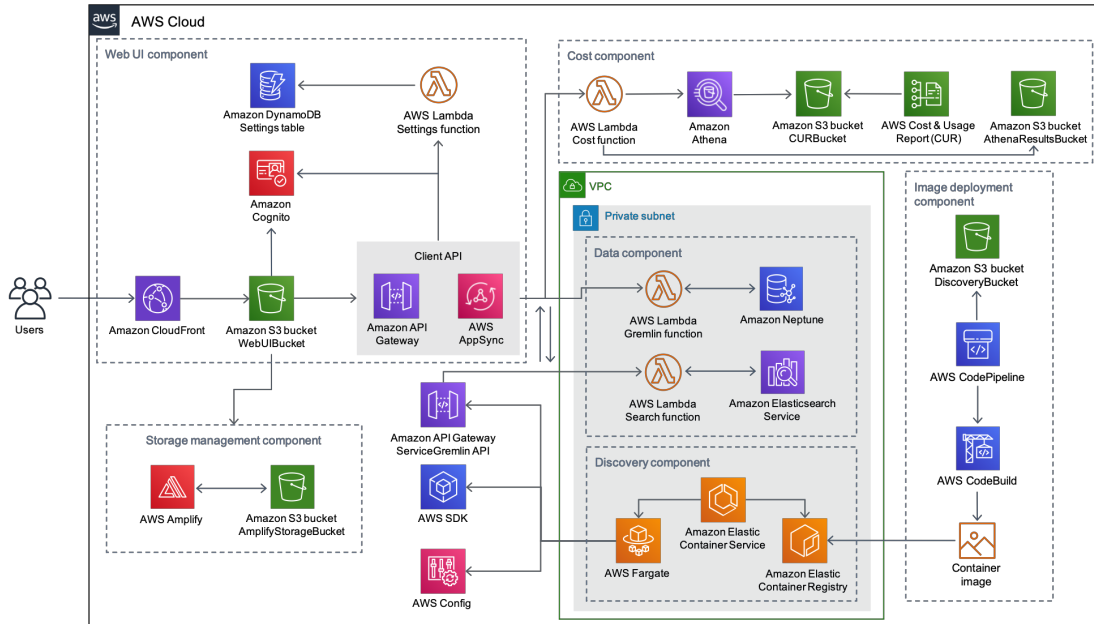 aws
AWS Cloud
Web UI component
Amazon DynamoDB
Settings table
AWS Lambda
Settings function
Amazon
Cognito
Client API
Amazon API
Gateway
AWS
AppSync
Users
Amazon CloudFront
Amazon S3 bucket
WebUIBucket
Storage management component
AWS Amplify
Amazon S3 bucket
AmplifyStorageBucket
Amazon API Gateway
ServiceGremlin API
AWS SDK
AWS Config
Cost component
AWS Lambda
Cost function
Amazon
Athena
Amazon S3 bucket
CURBucket
AWS Cost & Usage
Report (CUR)
Amazon S3 bucket
AthenaResultsBucket
VPC
Private subnet
Data component
AWS Lambda
Gremlin function
Amazon Neptune
AWS Lambda
Search function
Amazon Elasticsearch
Service
Discovery component
AWS Fargate
Amazon Elastic
Container Service
Amazon Elastic
Container Registry
Image deployment
component
Amazon S3 bucket
DiscoveryBucket
AWS CodePipeline
AWS CodeBuild
Container
image